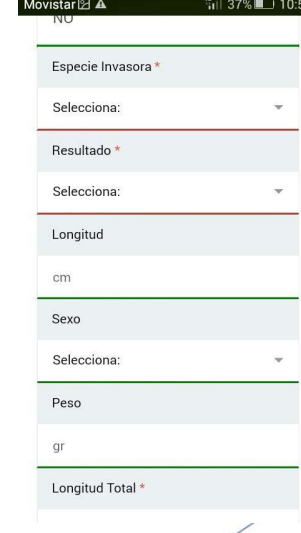 Movistar 37% 10:5
NO
Especie Invasora *
Selecciona:
Resultado *
Selecciona:
Longitud
cm
Sexo
Selecciona:
Peso
gr
Longitud Total *